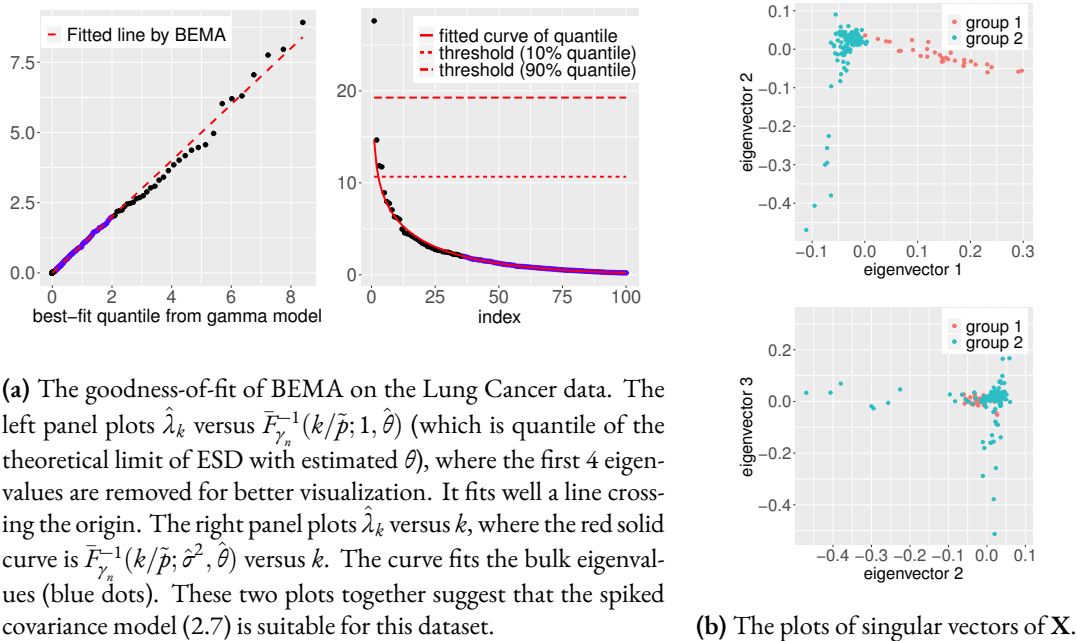 Fitted line by BEMA
7.5
5.0
2.5
0.0
0 2 4 6 8
best-fit quantile from gamma model
fitted curve of quantile
threshold (10% quantile)
threshold (90% quantile)
20
10
0
0 25 50 75 100
index
(a) The goodness-of-fit of BEMA on the Lung Cancer data. The
left panel plots λ̂ₖ versus F̄⁻¹_γₙ(k/p̃; 1, θ̂) (which is quantile of the
theoretical limit of ESD with estimated θ), where the first 4 eigen-
values are removed for better visualization. It fits well a line cross-
ing the origin. The right panel plots λ̂ₖ versus k, where the red solid
curve is F̄⁻¹_γₙ(k/p̃; σ̂², θ̂) versus k. The curve fits the bulk eigenval-
ues (blue dots). These two plots together suggest that the spiked
covariance model (2.7) is suitable for this dataset.
group 1
group 2
eigenvector 2
0.1
0.0
−0.1
−0.2
−0.3
−0.4
−0.1 0.0 0.1 0.2 0.3
eigenvector 1
group 1
group 2
eigenvector 3
0.2
0.0
−0.2
−0.4
−0.4 −0.3 −0.2 −0.1 0.0 0.1
eigenvector 2
(b) The plots of singular vectors of X.